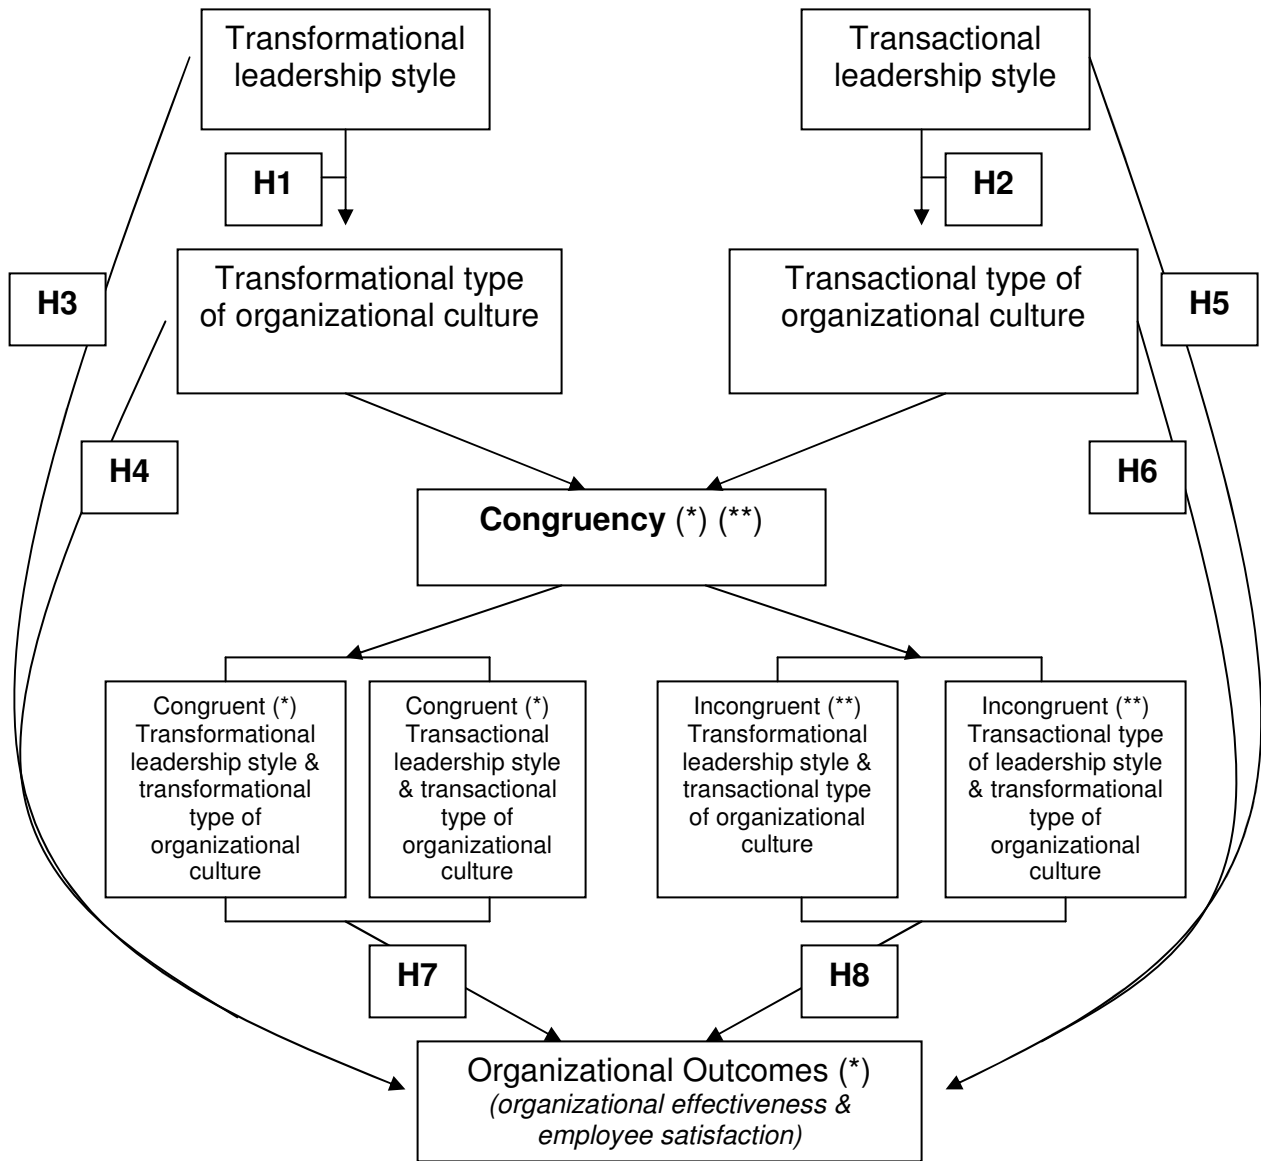 Transformational
leadership style
Transactional
leadership style
H1
H2
Transformational type
of organizational culture
Transactional type of
organizational culture
H3
H5
H4
H6
Congruency (*) (**)
Congruent (*)
Transformational
leadership style &
transformational
type of
organizational
culture
Congruent (*)
Transactional
leadership style
& transactional
type of
organizational
culture
Incongruent (**)
Transformational
leadership style &
transactional type
of organizational
culture
Incongruent (**)
Transactional type
of leadership style
& transformational
type of
organizational
culture
H7
H8
Organizational Outcomes (*)
(organizational effectiveness &
employee satisfaction)